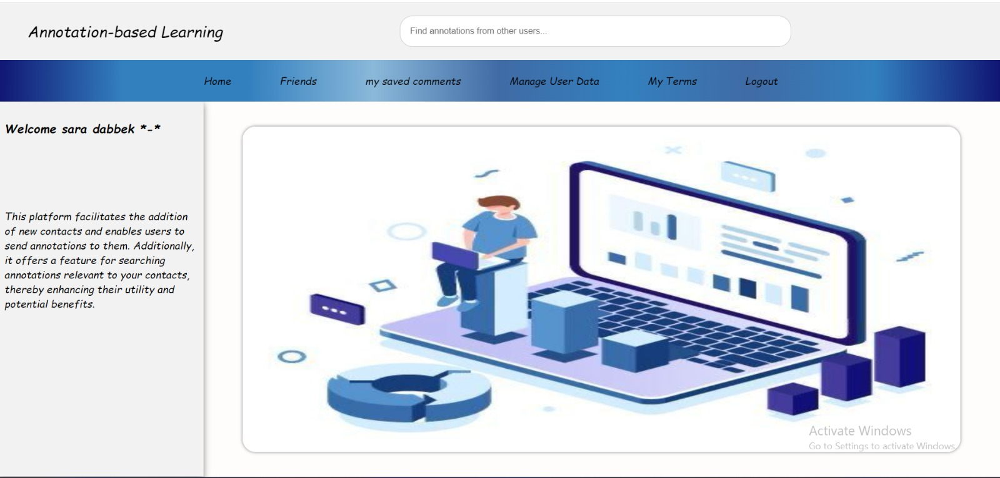 Annotation-based Learning
Find annotations from other users...
Home Friends my saved comments Manage User Data My Terms Logout
Welcome sara dabbek *-*
This platform facilitates the addition
of new contacts and enables users to
send annotations to them. Additionally,
it offers a feature for searching
annotations relevant to your contacts,
thereby enhancing their utility and
potential benefits.
Activate Windows
Go to Settings to activate Windows.